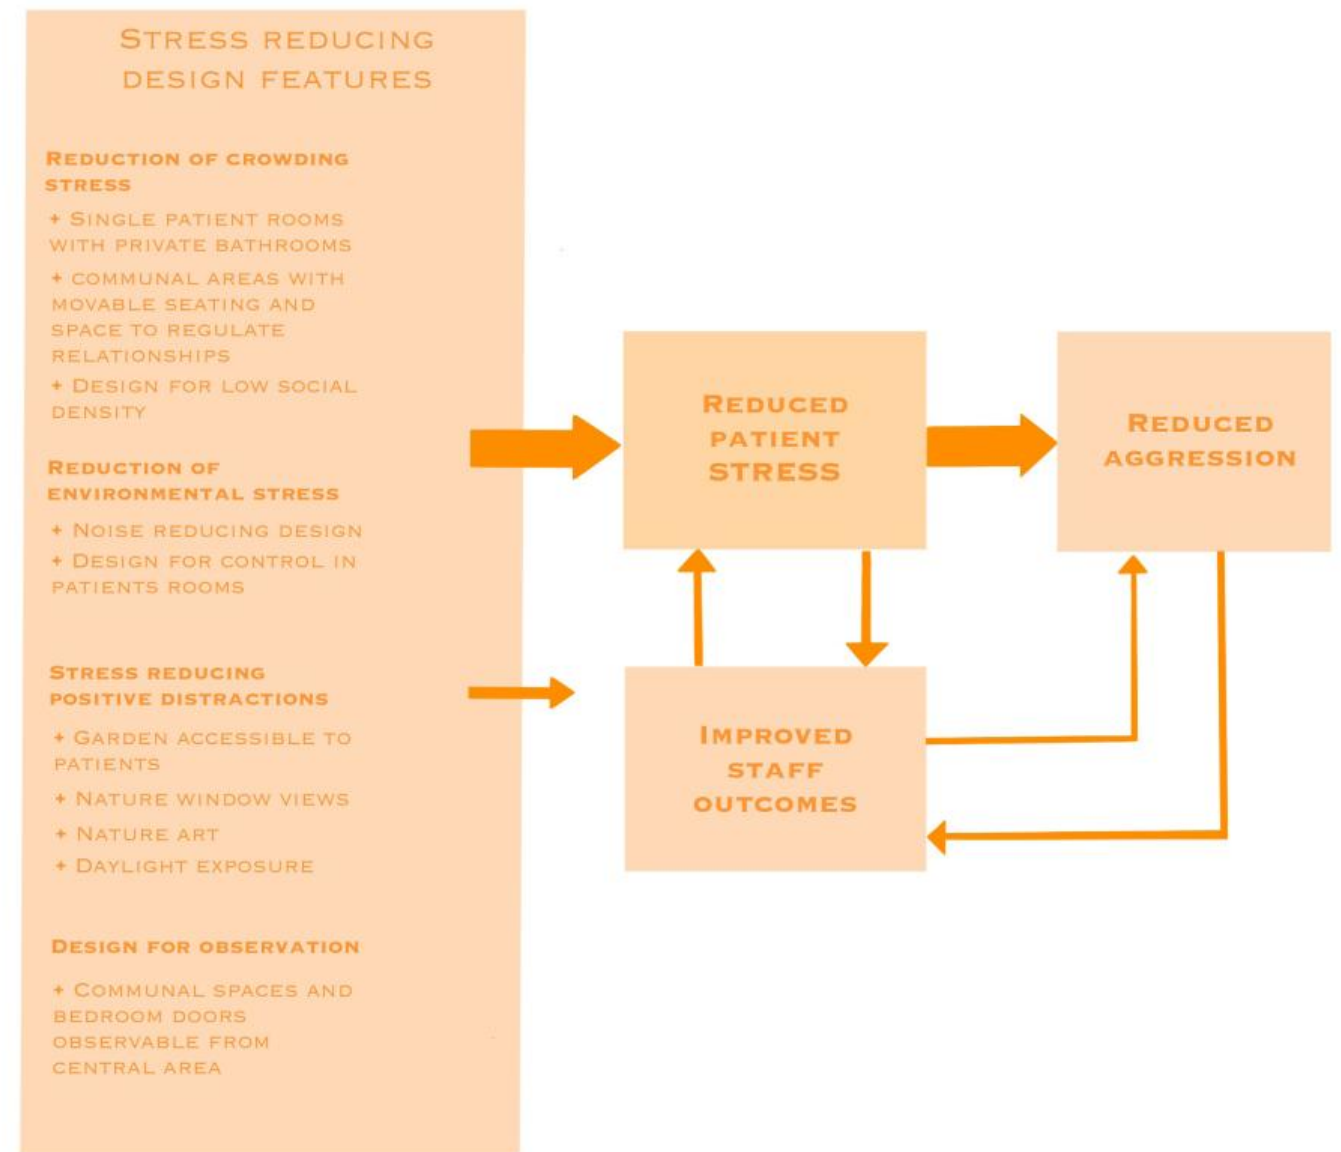 STRESS REDUCING
DESIGN FEATURES
REDUCTION OF CROWDING
STRESS
+ SINGLE PATIENT ROOMS
WITH PRIVATE BATHROOMS
+ COMMUNAL AREAS WITH
MOVABLE SEATING AND
SPACE TO REGULATE
RELATIONSHIPS
+ DESIGN FOR LOW SOCIAL
DENSITY
REDUCTION OF
ENVIRONMENTAL STRESS
+ NOISE REDUCING DESIGN
+ DESIGN FOR CONTROL IN
PATIENTS ROOMS
STRESS REDUCING
POSITIVE DISTRACTIONS
+ GARDEN ACCESSIBLE TO
PATIENTS
+ NATURE WINDOW VIEWS
+ NATURE ART
+ DAYLIGHT EXPOSURE
DESIGN FOR OBSERVATION
+ COMMUNAL SPACES AND
BEDROOM DOORS
OBSERVABLE FROM
CENTRAL AREA
REDUCED
PATIENT
STRESS
REDUCED
AGGRESSION
IMPROVED
STAFF
OUTCOMES